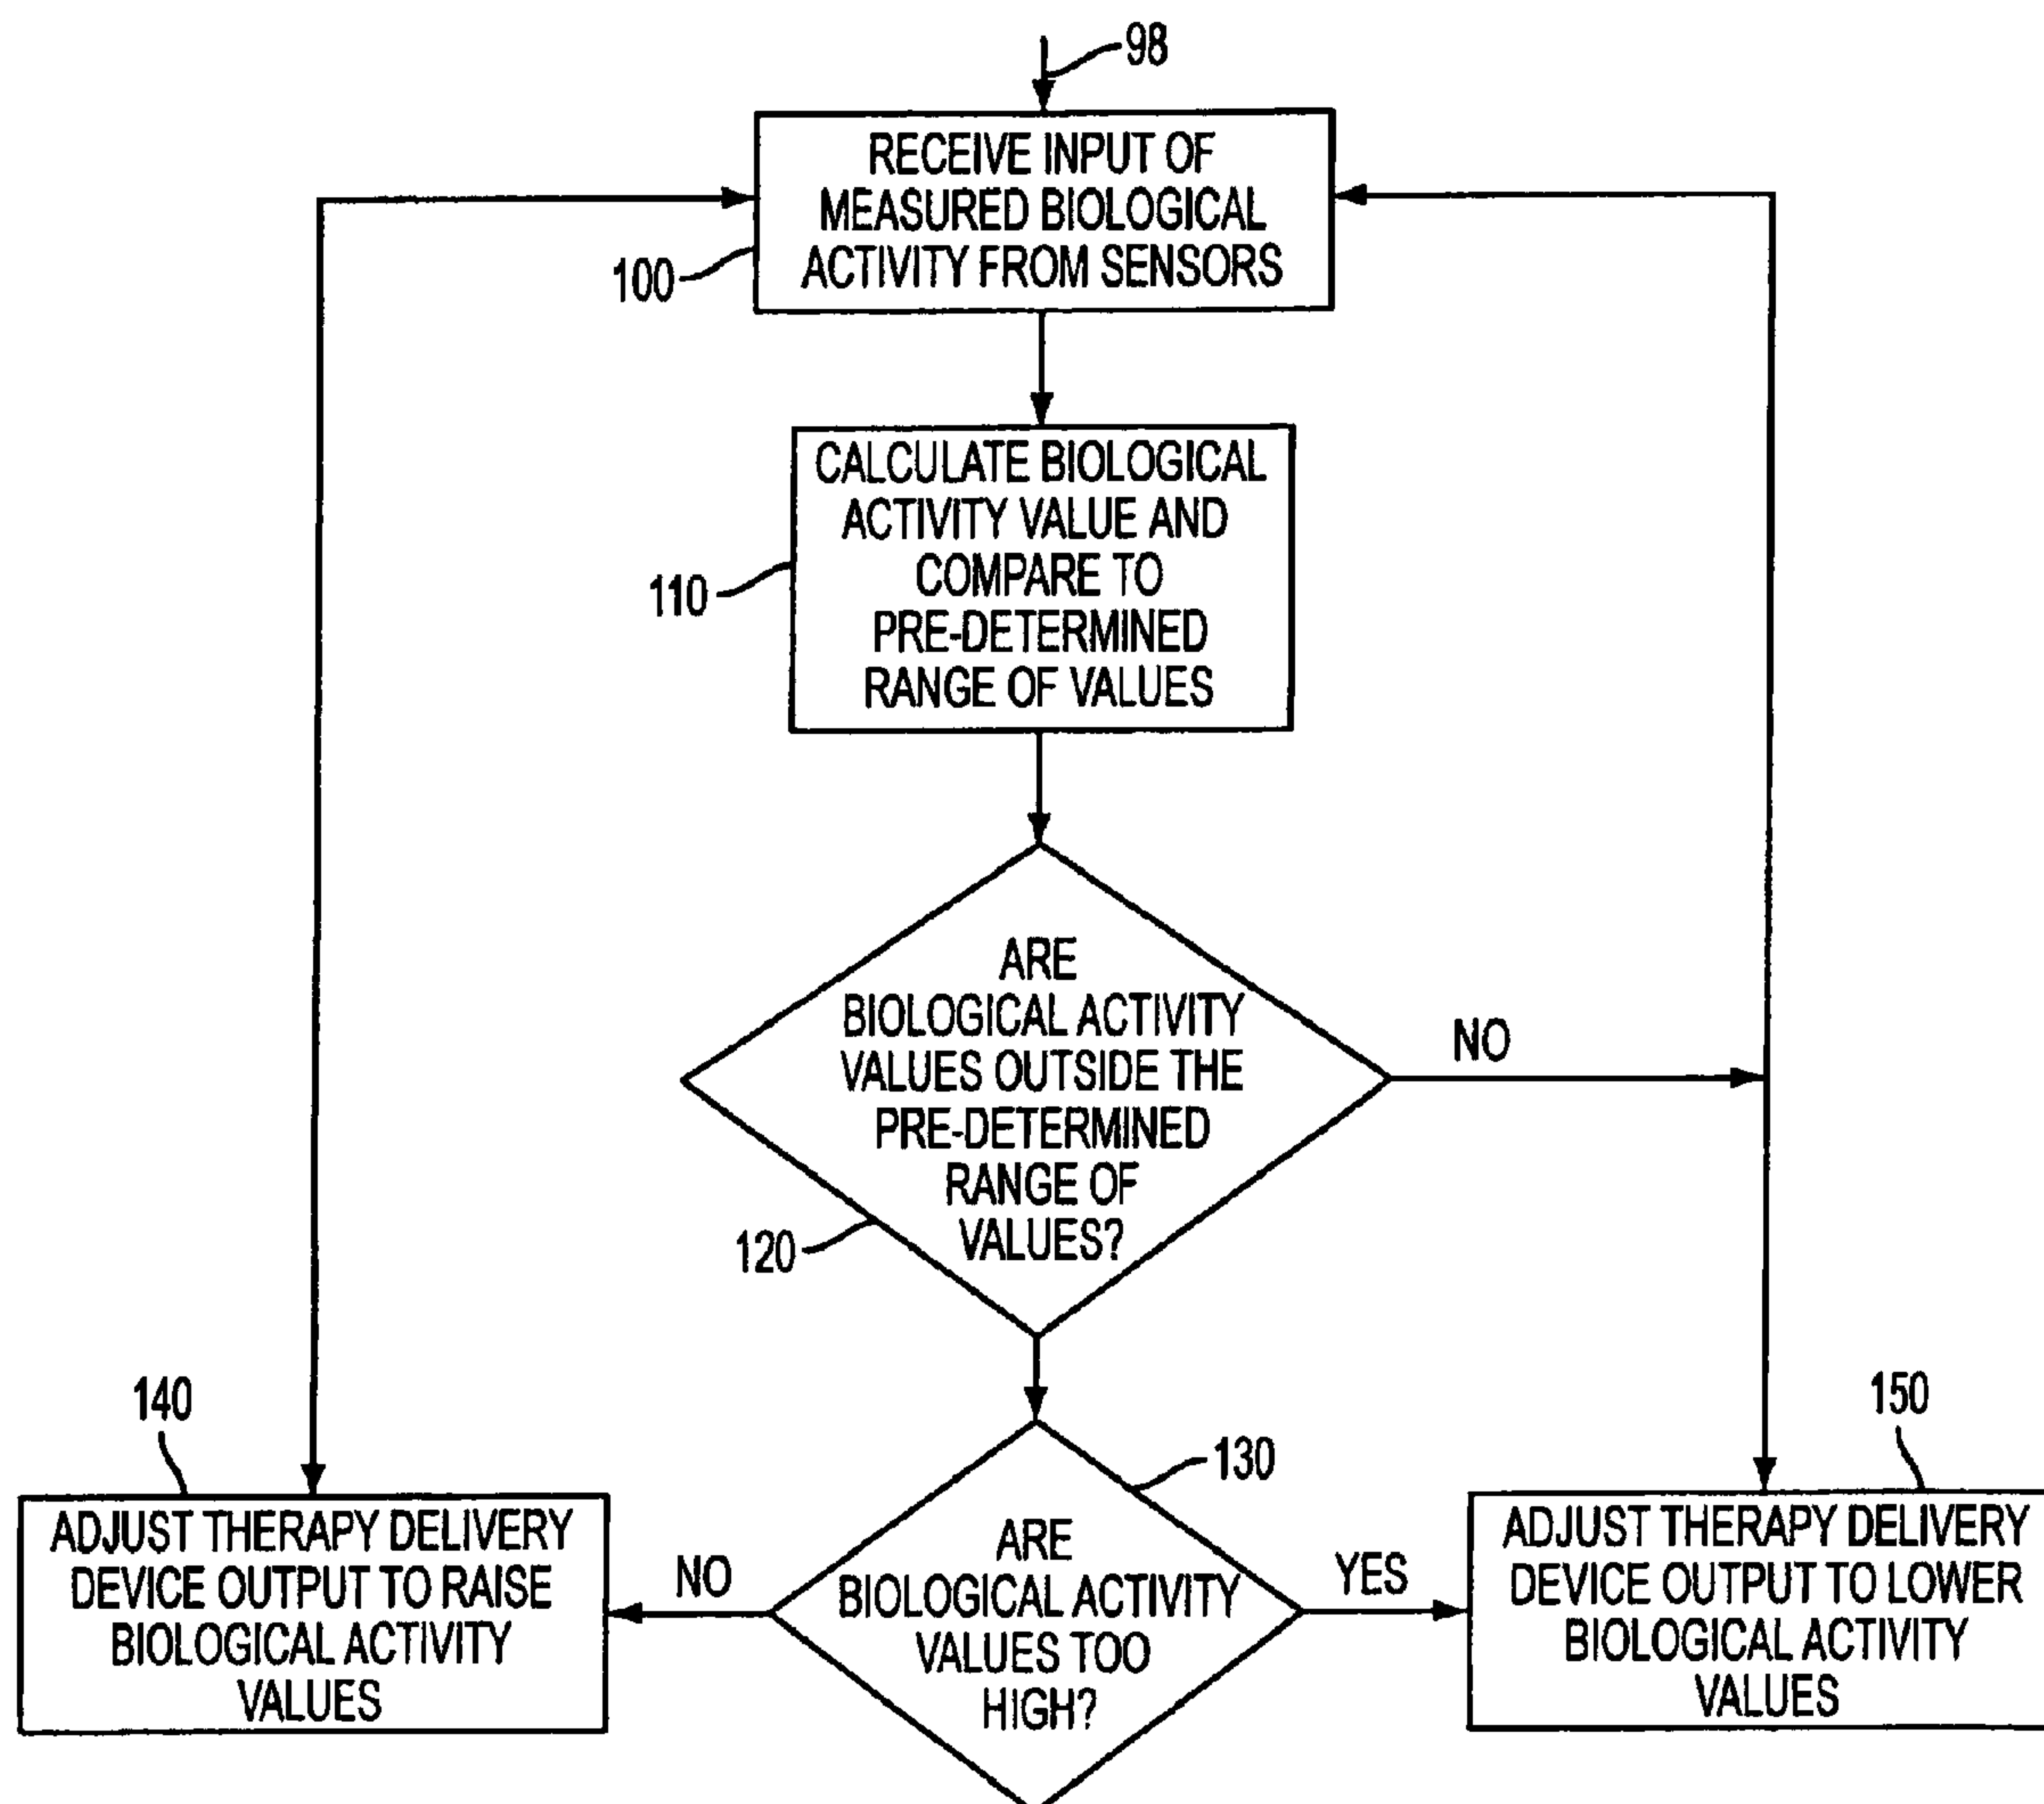 98
RECEIVE INPUT OF
MEASURED BIOLOGICAL
ACTIVITY FROM SENSORS
100
CALCULATE BIOLOGICAL
ACTIVITY VALUE AND
COMPARE TO
PRE-DETERMINED
RANGE OF VALUES
110
ARE
BIOLOGICAL ACTIVITY
VALUES OUTSIDE THE
PRE-DETERMINED
RANGE OF
VALUES?
NO
120
130
ARE
BIOLOGICAL ACTIVITY
VALUES TOO
HIGH?
NO
YES
140
ADJUST THERAPY DELIVERY
DEVICE OUTPUT TO RAISE
BIOLOGICAL ACTIVITY
VALUES
150
ADJUST THERAPY DELIVERY
DEVICE OUTPUT TO LOWER
BIOLOGICAL ACTIVITY
VALUES